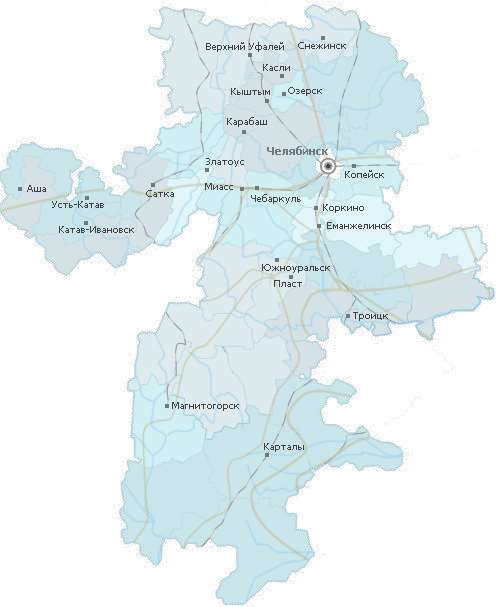 Снежинск
Верхний Уфалей
Касли
Кыштым
Озерск
Карабаш
Челябинск
Златоус
Копейск
Аша
Сатка
Миасс
Чебаркуль
Усть-Катав
Коркино
Катав-Ивановск
Еманжелинск
Южноуральск
Пласт
Троицк
Магнитогорск
Карталы